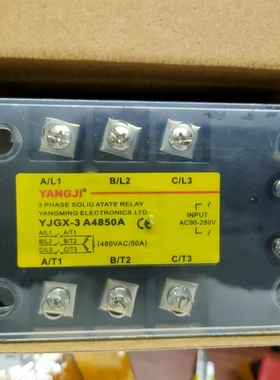 A/L1 B/L2 C/L3
YANGJI
3 PHASE SOLID ATATE RELAY
YANGMING ELECTRONICS.LTD
YJGX-3 A4850A CE
A/L1 A/T1
B/L2 B/T2
C/L3 C/T3
(480VAC/50A)
INPUT
AC90-280V
A/T1 B/T2 C/T3